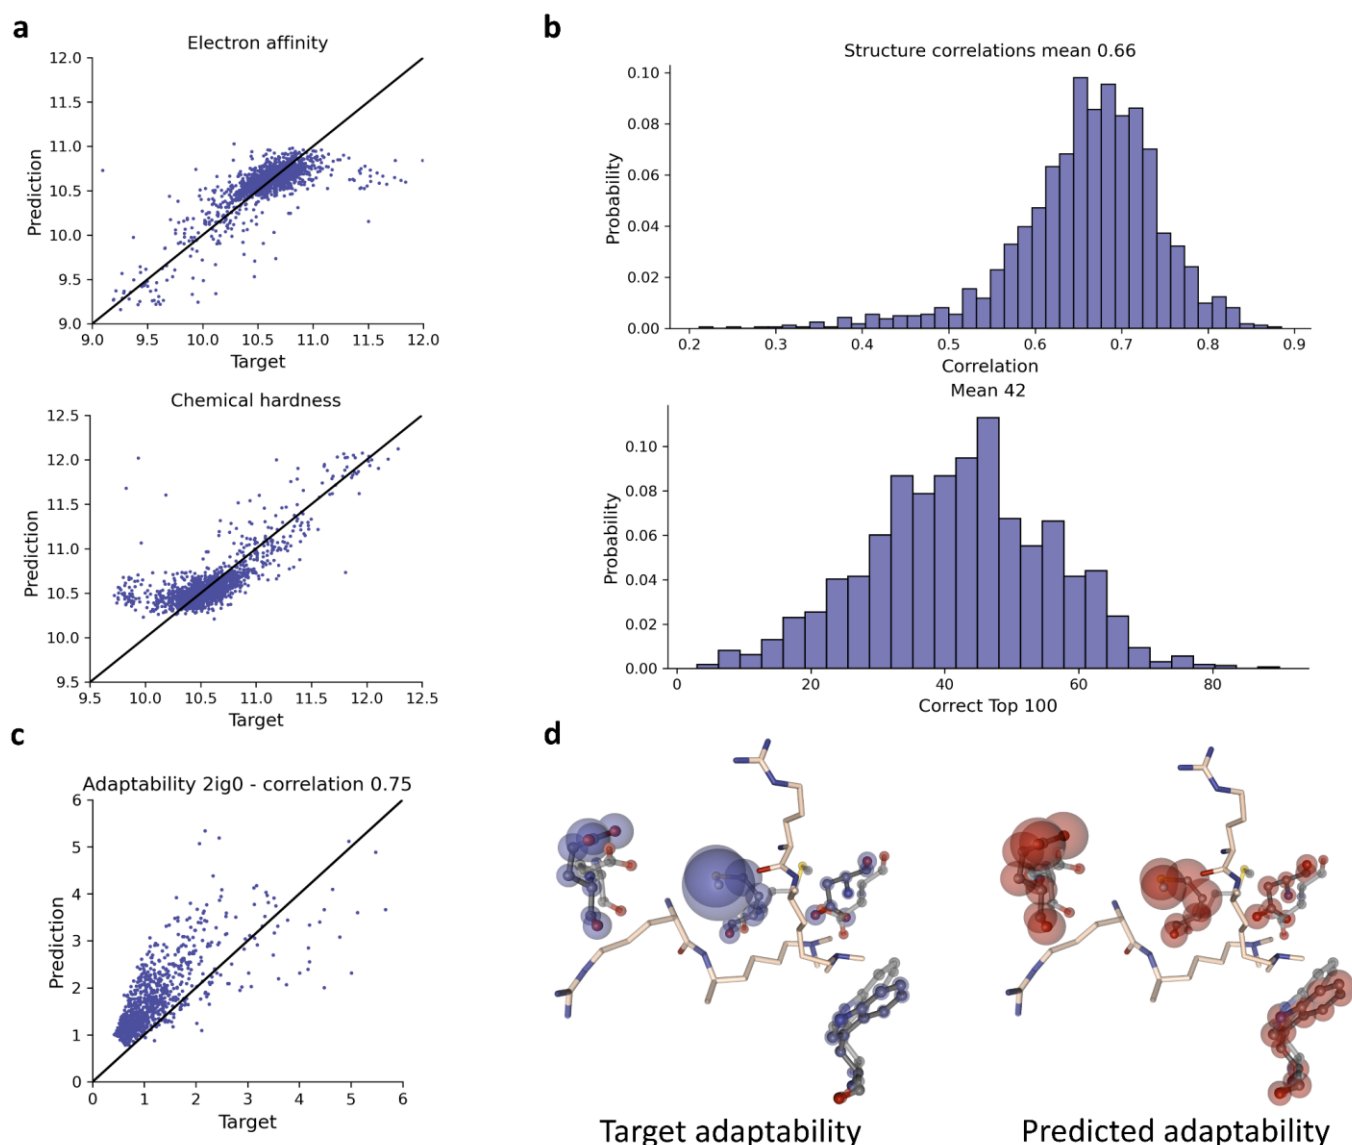 a
Electron affinity
12.0
11.5
11.0
10.5
10.0
9.5
9.0
Prediction
9.0 9.5 10.0 10.5 11.0 11.5 12.0
Target
Chemical hardness
12.5
12.0
11.5
11.0
10.5
10.0
9.5
Prediction
9.5 10.0 10.5 11.0 11.5 12.0 12.5
Target
b
Structure correlations mean 0.66
0.10
0.08
0.06
0.04
0.02
0.00
Probability
0.2 0.3 0.4 0.5 0.6 0.7 0.8 0.9
Correlation
Mean 42
0.10
0.08
0.06
0.04
0.02
0.00
Probability
0 20 40 60 80
Correct Top 100
c
Adaptability 2ig0 - correlation 0.75
6
5
4
3
2
1
0
Prediction
0 1 2 3 4 5 6
Target
d
Target adaptability
Predicted adaptability